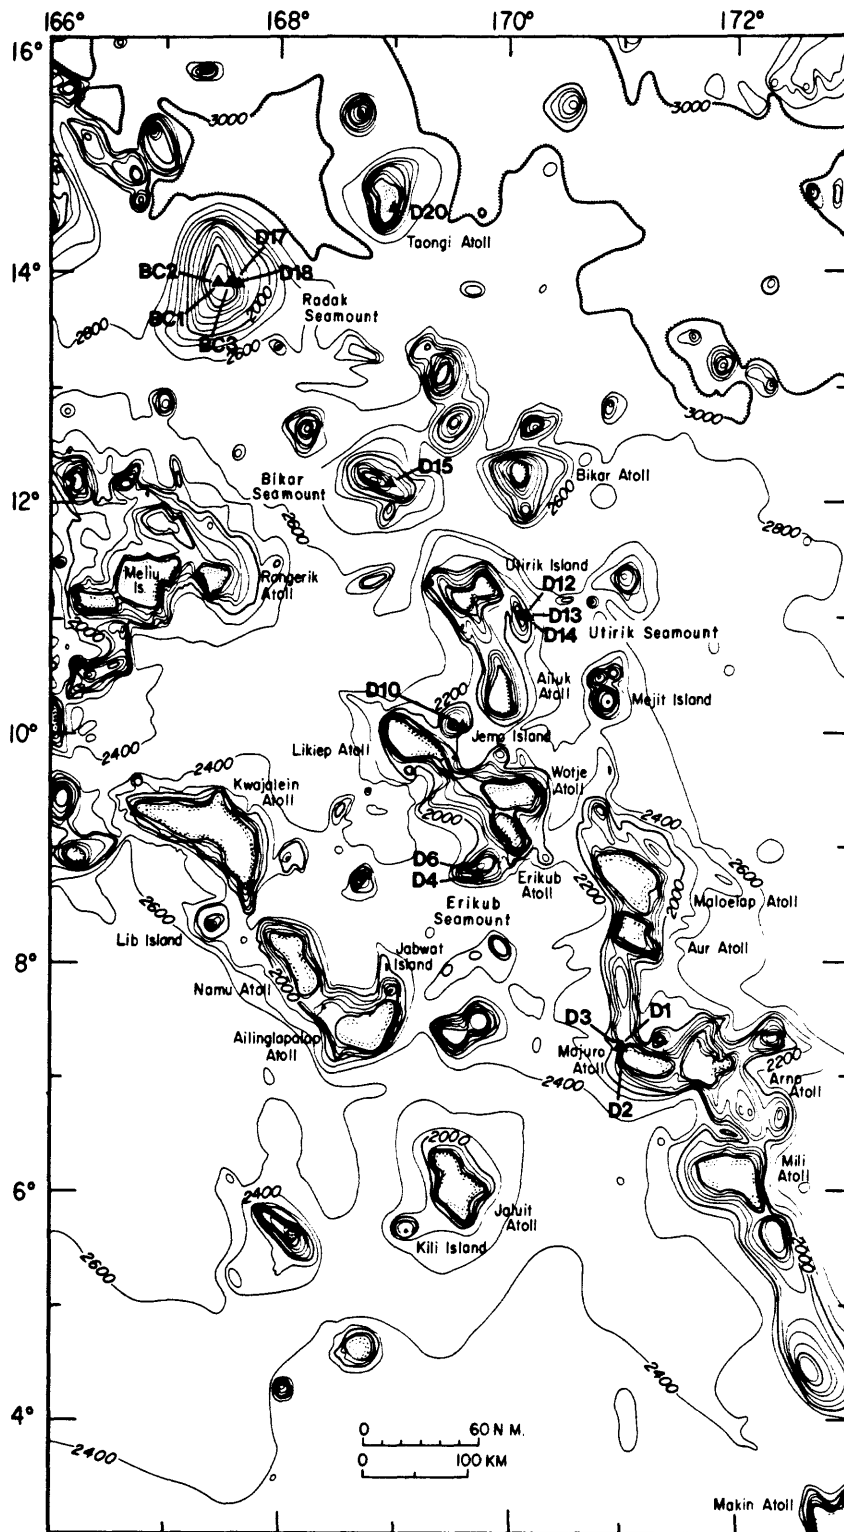 166° 168° 170° 172°
16°
3000
3000
D20
Taongi Atoll
D17
14°
BC2
D18
2000
Radak
Seamount
BC1
2800
BC3
2600
3000
D15
Bikar
Seamount
Bikar Atoll
12°
2600
2600
2800
Utirik Island
Meliu
Is.
Rongerik
Atoll
D12
D13
D14
Utirik Seamount
Ailuk
Atoll
D10
2200
Mejit Island
10°
Jemo Island
Likiep Atoll
2400
2400
Kwajalein
Atoll
Wotje
Atoll
2000
2400
2600
D6
D4
Erikub
Atoll
2200
2000
Maloelap Atoll
Erikub
Seamount
2600
Lib Island
Aur Atoll
8°
Jabwat
Island
Namu Atoll
2000
D3
D1
Ailinglapalap
Atoll
Majuro
Atoll
2200
2400
Arno
Atoll
D2
2000
Mili
Atoll
6°
2400
Jaluit
Atoll
Kili Island
2000
2600
2400
4°
0 60 N.M.
2400
0 100 KM
Makin Atoll